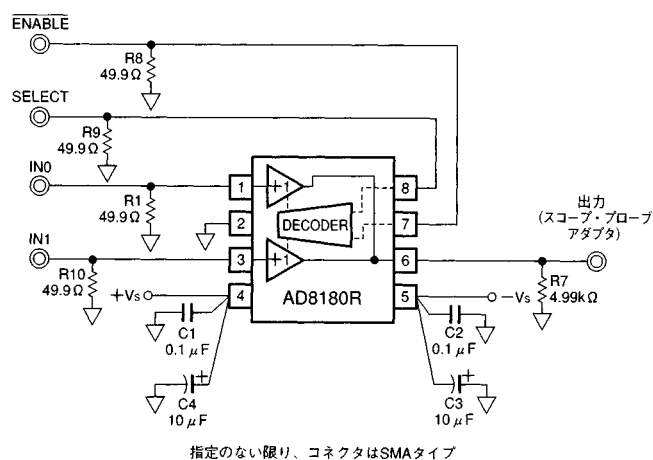 ENABLE
R8
49.9Ω
SELECT
R9
49.9Ω
IN0
R1
49.9Ω
IN1
R10
49.9Ω
1
2
3
4
+1
DECODER
+1
AD8180R
8
7
6
5
出力
(スコープ・プローブ
アダプタ)
R7
4.99kΩ
+Vs
-Vs
C1
0.1μF
C2
0.1μF
+
C4
10μF
+
C3
10μF
指定のない限り、コネクタはSMAタイプ